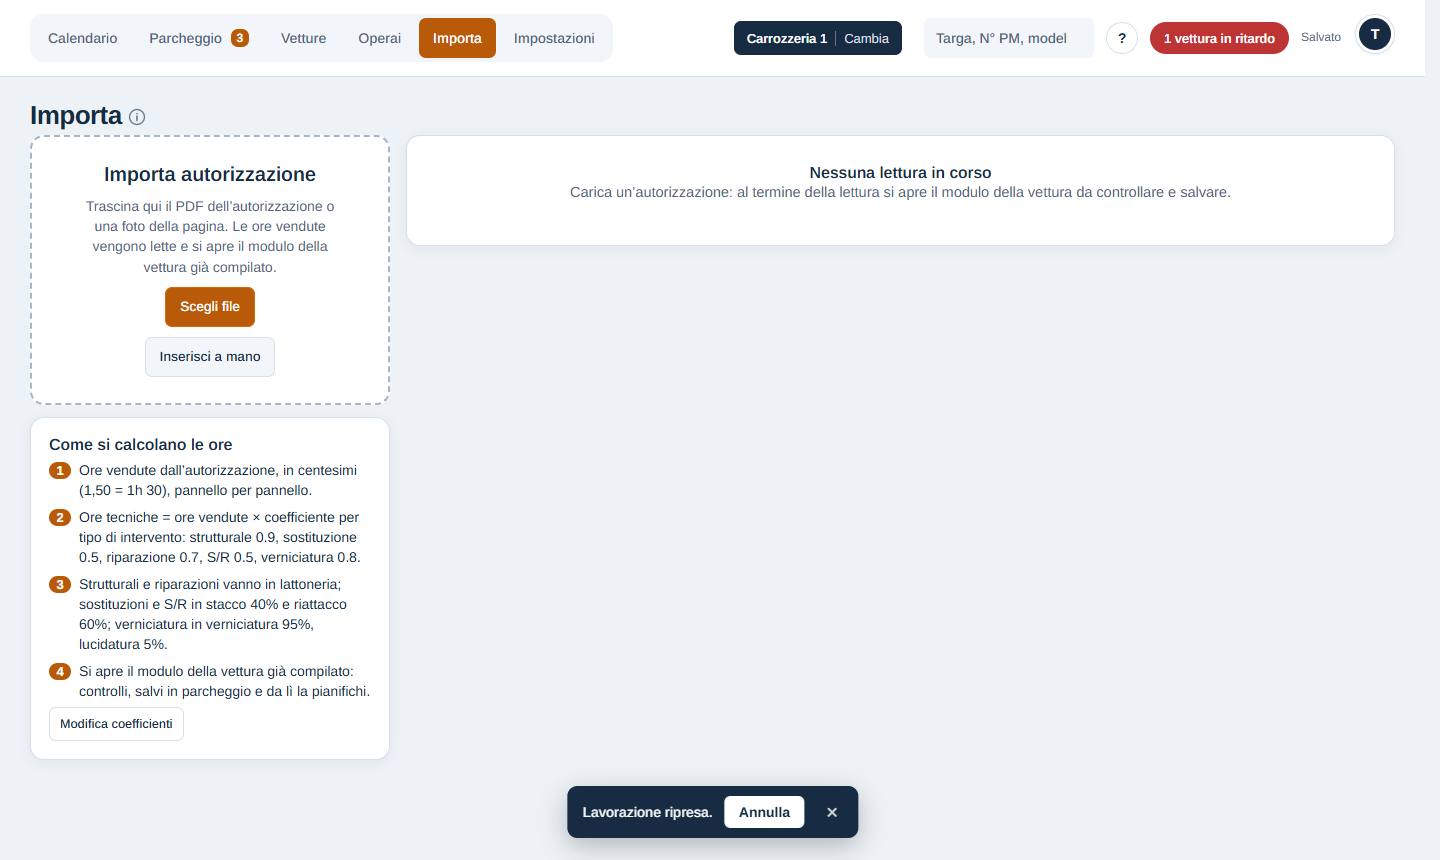 Calendario
Parcheggio 3
Vetture
Operai
Importa
Impostazioni
Carrozzeria 1 Cambia
Targa, N° PM, model
?
1 vettura in ritardo
Salvato
T
Importa
Importa autorizzazione
Trascina qui il PDF dell'autorizzazione o
una foto della pagina. Le ore vendute
vengono lette e si apre il modulo della
vettura già compilato.
Scegli file
Inserisci a mano
Nessuna lettura in corso
Carica un'autorizzazione: al termine della lettura si apre il modulo della vettura da controllare e salvare.
Come si calcolano le ore
1 Ore vendute dall'autorizzazione, in centesimi
(1,50 = 1h 30), pannello per pannello.
2 Ore tecniche = ore vendute × coefficiente per
tipo di intervento: strutturale 0.9, sostituzione
0.5, riparazione 0.7, S/R 0.5, verniciatura 0.8.
3 Strutturali e riparazioni vanno in lattoneria;
sostituzioni e S/R in stacco 40% e riattacco
60%; verniciatura in verniciatura 95%,
lucidatura 5%.
4 Si apre il modulo della vettura già compilato:
controlli, salvi in parcheggio e da lì la pianifichi.
Modifica coefficienti
Lavorazione ripresa.
Annulla
✕